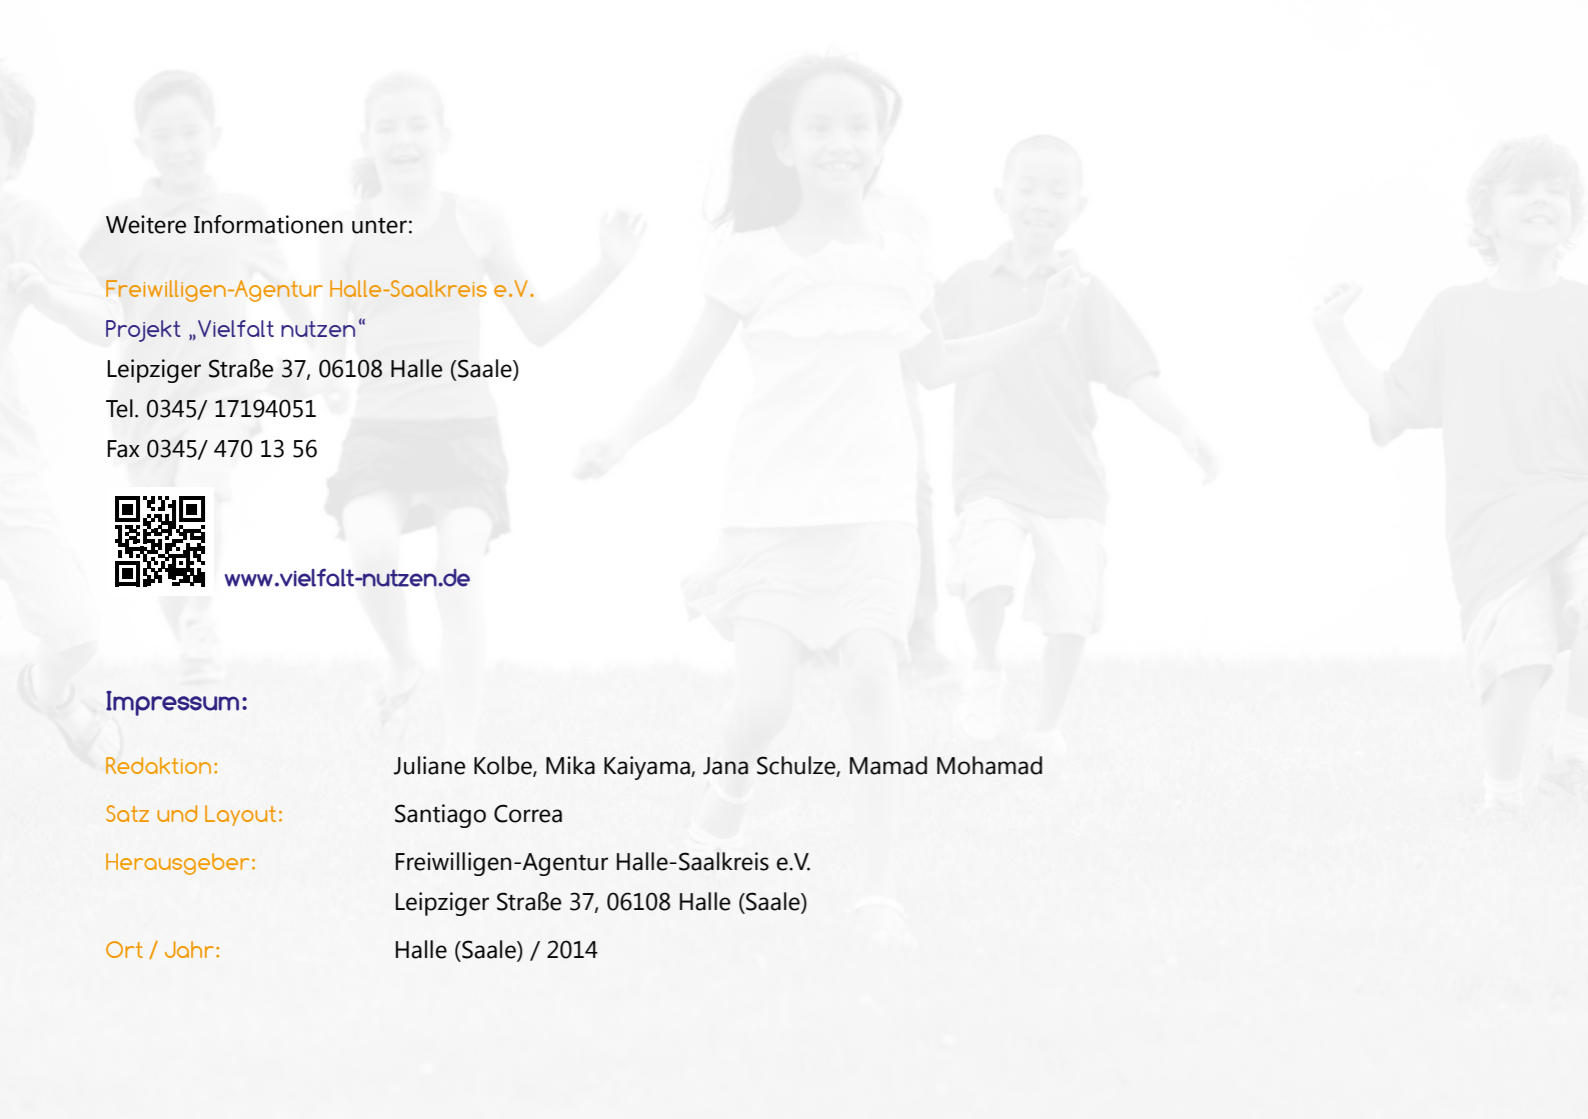 Weitere Informationen unter:
Freiwilligen-Agentur Halle-Saalkreis e.V.
Projekt „Vielfalt nutzen“
Leipziger Straße 37, 06108 Halle (Saale)
Tel. 0345/ 17194051
Fax 0345/ 470 13 56
www.vielfalt-nutzen.de
Impressum:
Redaktion: Juliane Kolbe, Mika Kaiyama, Jana Schulze, Mamad Mohamad
Satz und Layout: Santiago Correa
Herausgeber: Freiwilligen-Agentur Halle-Saalkreis e.V.
Leipziger Straße 37, 06108 Halle (Saale)
Ort / Jahr: Halle (Saale) / 2014